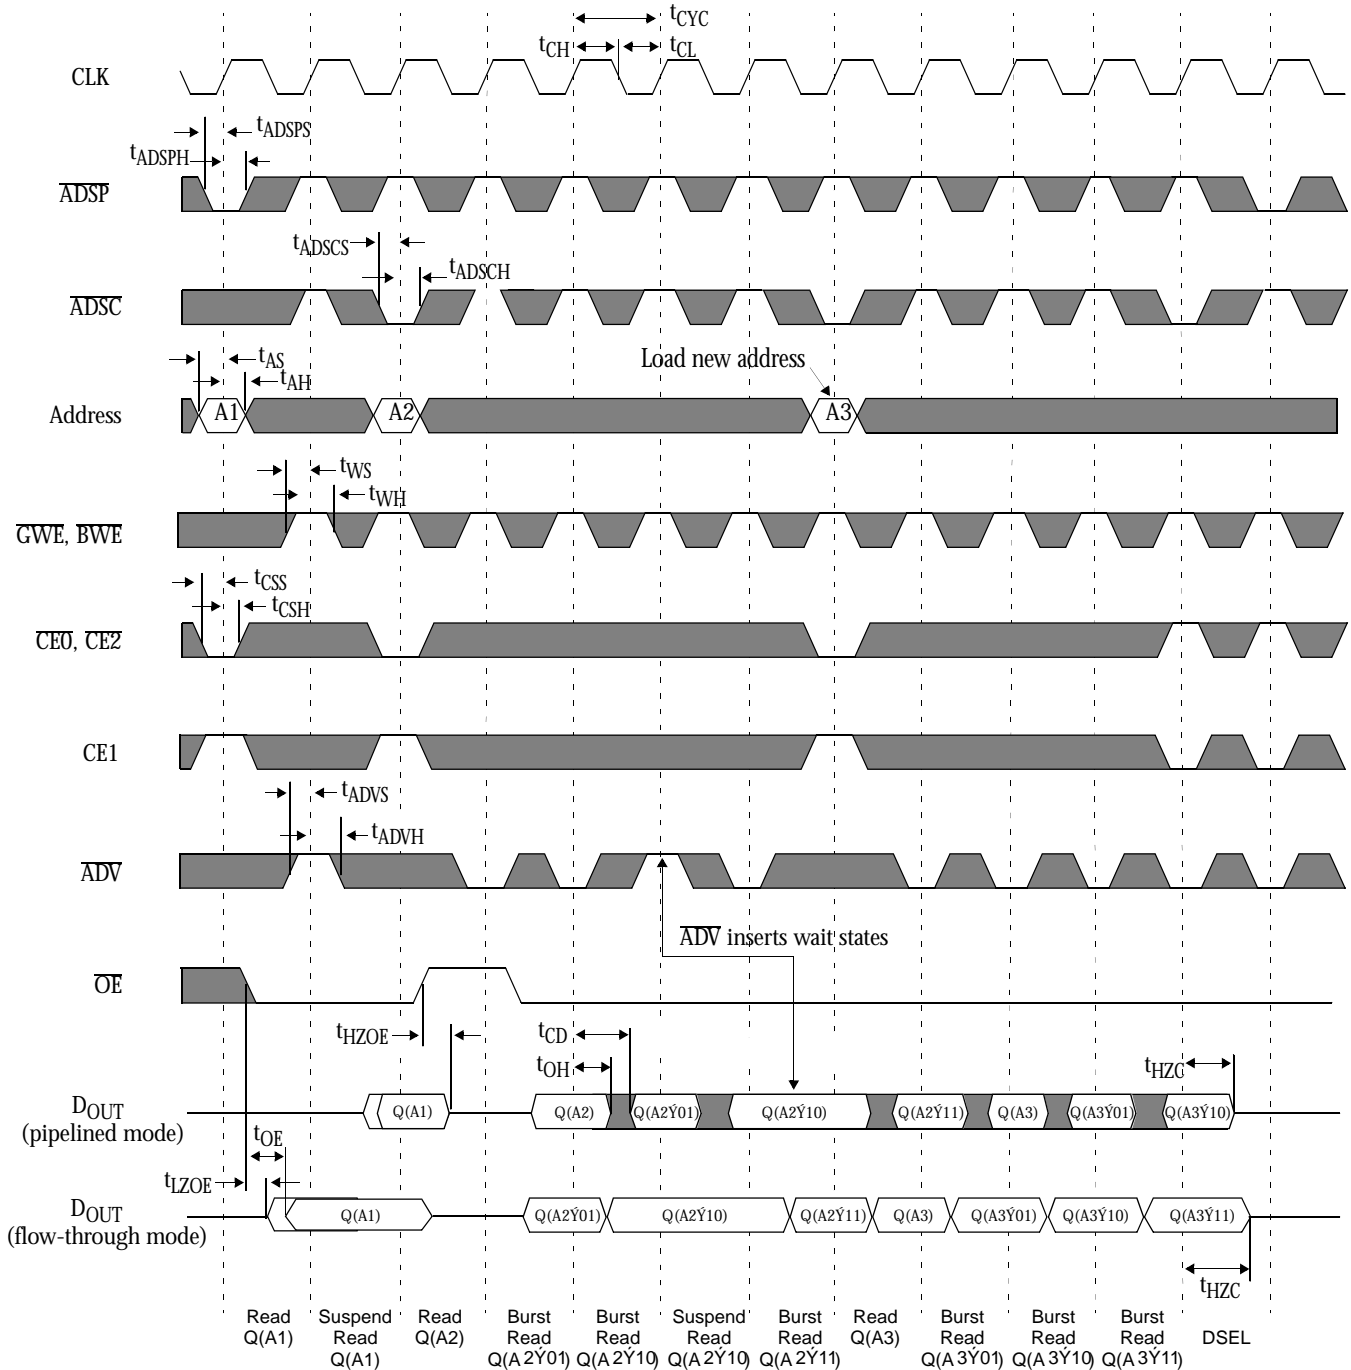 tCYC
tCH
tCL
CLK
tADSPS
tADSPH
ADSP
tADSCS
tADSCH
ADSC
tAS
Load new address
tAH
Address
A1
A2
A3
tWS
tWH
GWE, BWE
tCSS
tCSH
CE0, CE2
CE1
tADVS
tADVH
ADV
ADV inserts wait states
OE
tHZOE
tCD
tOH
tHZC
DOUT
(pipelined mode)
Q(A1)
Q(A2)
Q(A2Ý01)
Q(A2Ý10)
Q(A2Ý11)
Q(A3)
Q(A3Ý01)
Q(A3Ý10)
tOE
tLZOE
DOUT
(flow-through mode)
Q(A1)
Q(A2Ý01)
Q(A2Ý10)
Q(A2Ý11)
Q(A3)
Q(A3Ý01)
Q(A3Ý10)
Q(A3Ý11)
tHZC
Read
Q(A1)
Suspend
Read
Q(A1)
Read
Q(A2)
Burst
Read
Q(A 2Ý01)
Burst
Read
Q(A 2Ý10)
Suspend
Read
Q(A 2Ý10)
Burst
Read
Q(A 2Ý11)
Read
Q(A3)
Burst
Read
Q(A 3Ý01)
Burst
Read
Q(A 3Ý10)
Burst
Read
Q(A 3Ý11)
DSEL